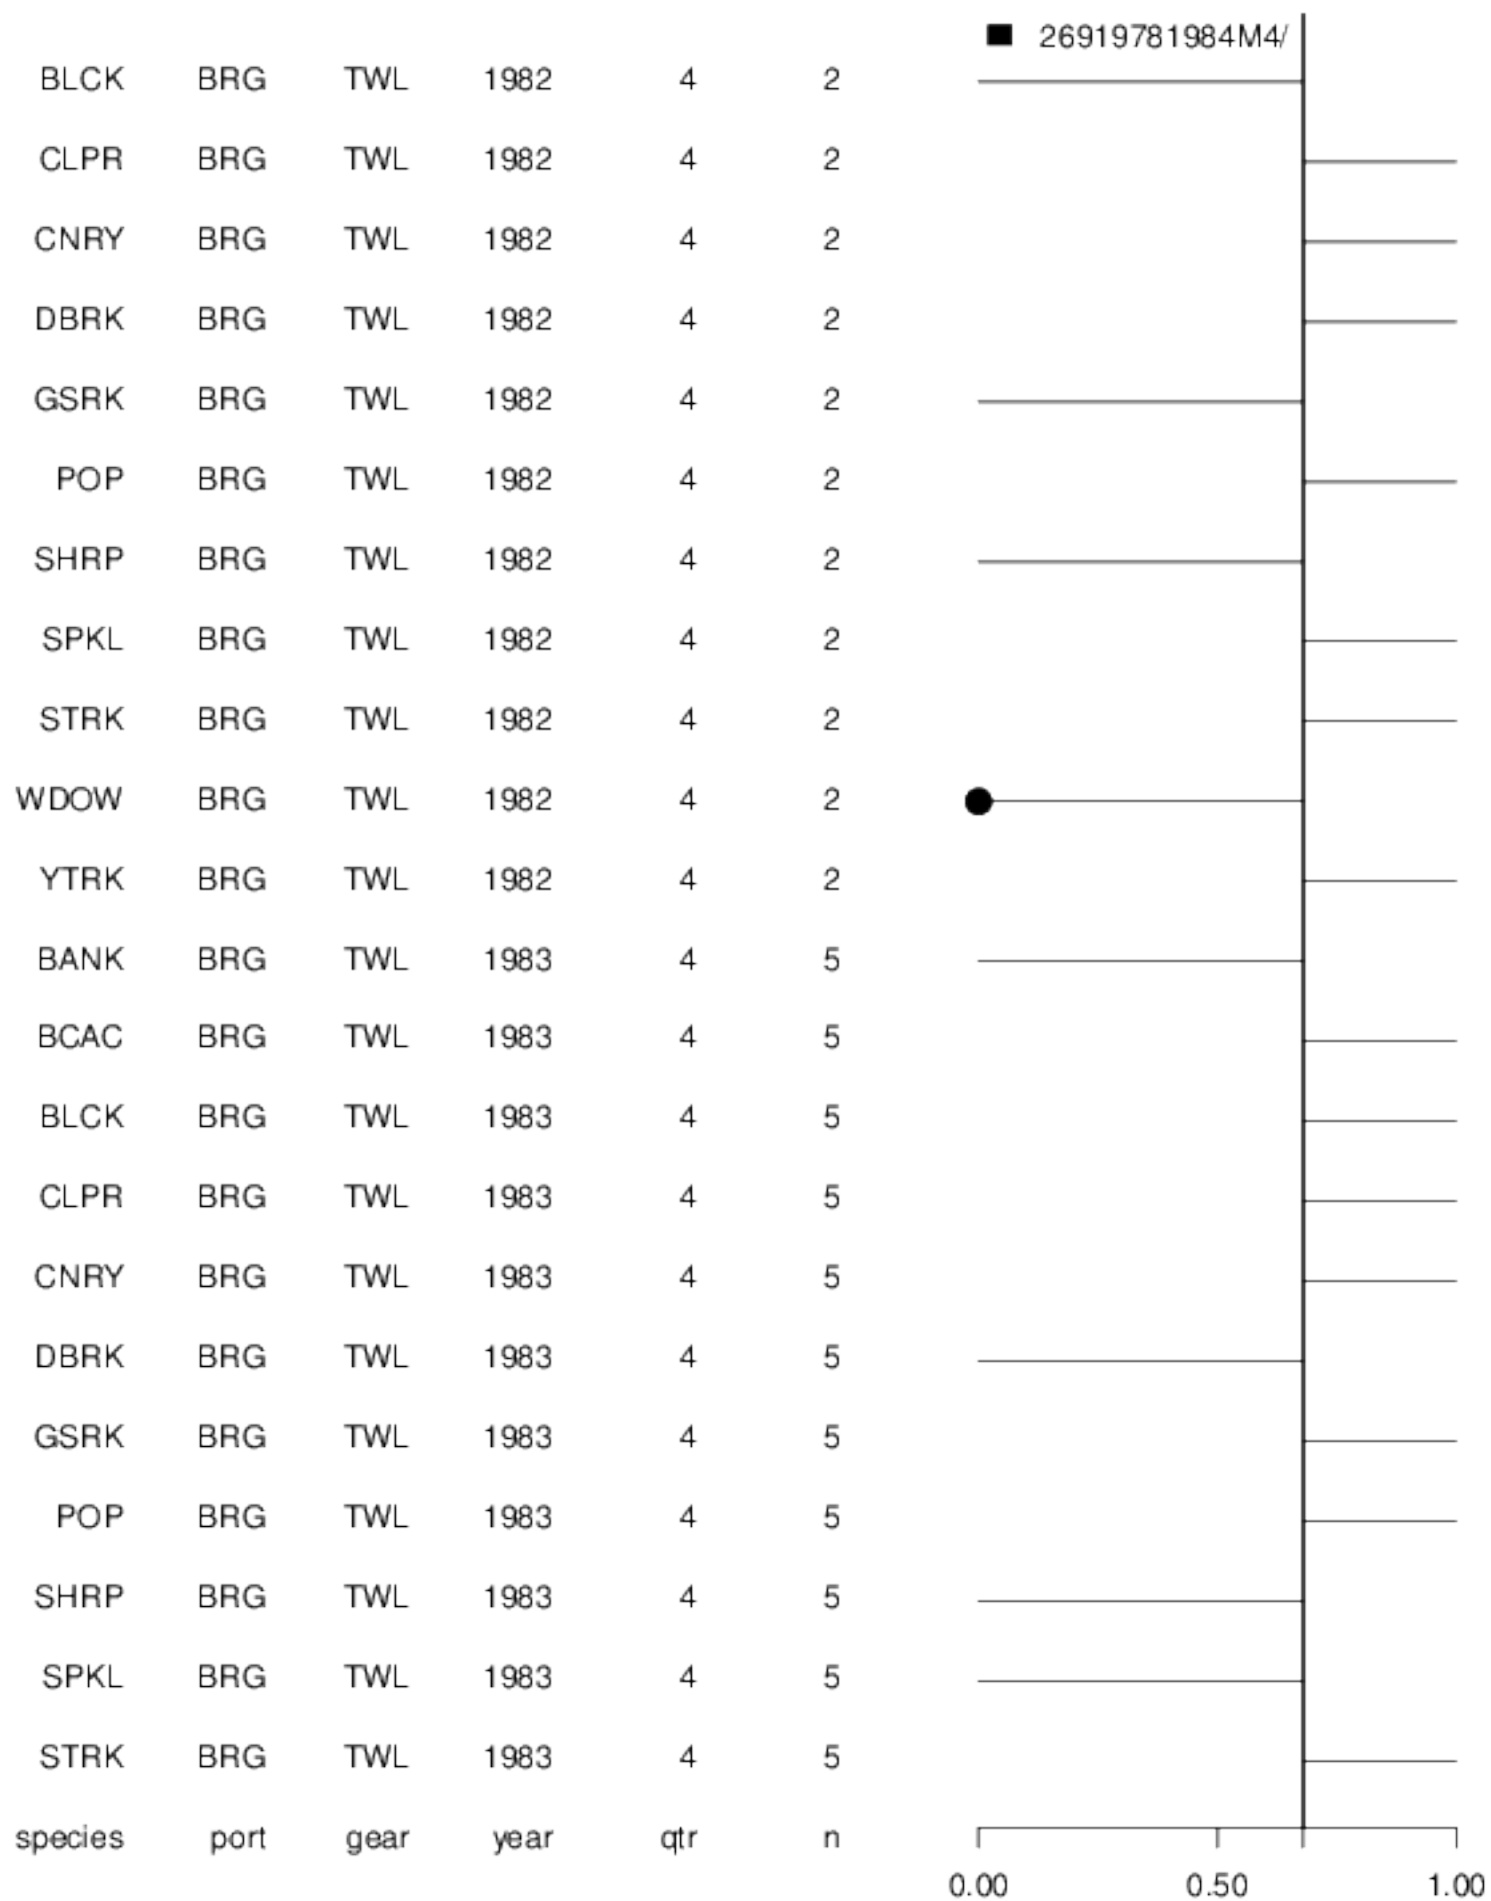 26919781984M4/
BLCK BRG TWL 1982 4 2
CLPR BRG TWL 1982 4 2
CNRY BRG TWL 1982 4 2
DBRK BRG TWL 1982 4 2
GSRK BRG TWL 1982 4 2
POP BRG TWL 1982 4 2
SHRP BRG TWL 1982 4 2
SPKL BRG TWL 1982 4 2
STRK BRG TWL 1982 4 2
WDOW BRG TWL 1982 4 2
YTRK BRG TWL 1982 4 2
BANK BRG TWL 1983 4 5
BCAC BRG TWL 1983 4 5
BLCK BRG TWL 1983 4 5
CLPR BRG TWL 1983 4 5
CNRY BRG TWL 1983 4 5
DBRK BRG TWL 1983 4 5
GSRK BRG TWL 1983 4 5
POP BRG TWL 1983 4 5
SHRP BRG TWL 1983 4 5
SPKL BRG TWL 1983 4 5
STRK BRG TWL 1983 4 5
species port gear year qtr n
0.00 0.50 1.00